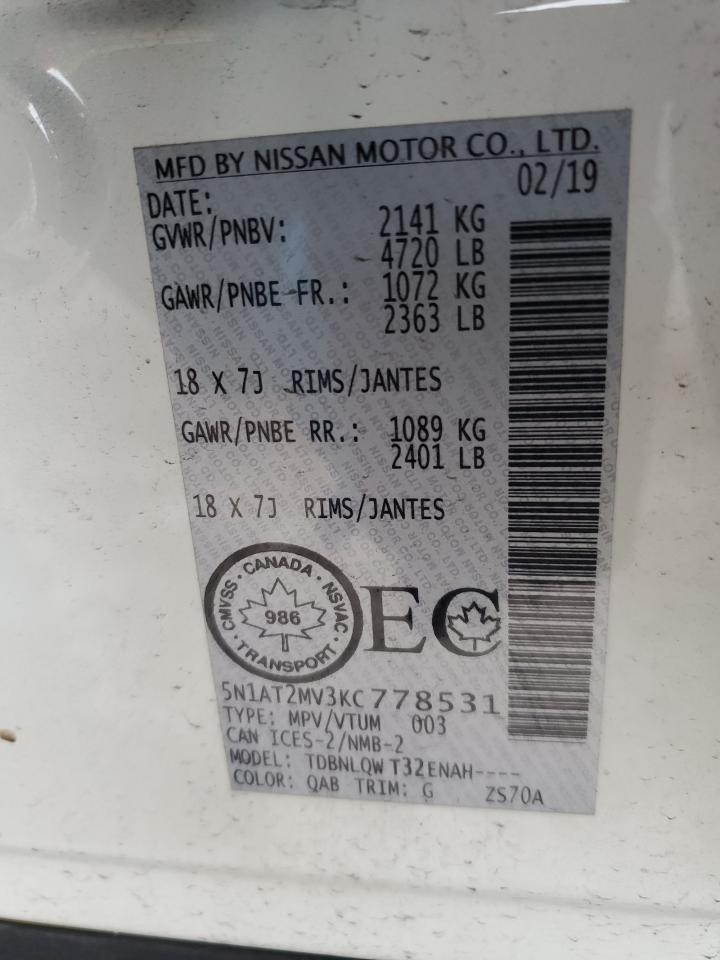 MFD BY NISSAN MOTOR CO., LTD.
DATE: 02/19
GVWR/PNBV: 2141 KG
4720 LB
GAWR/PNBE FR.: 1072 KG
2363 LB
18 X 7J RIMS/JANTES
GAWR/PNBE RR.: 1089 KG
2401 LB
18 X 7J RIMS/JANTES
CMVSS · CANADA · NSVAC · TRANSPORT ·
986
EC
5N1AT2MV3KC778531
TYPE: MPV/VTUM 003
CAN ICES-2/NMB-2
MODEL: TDBNLQW T32ENAH----
COLOR: QAB TRIM: G ZS70A